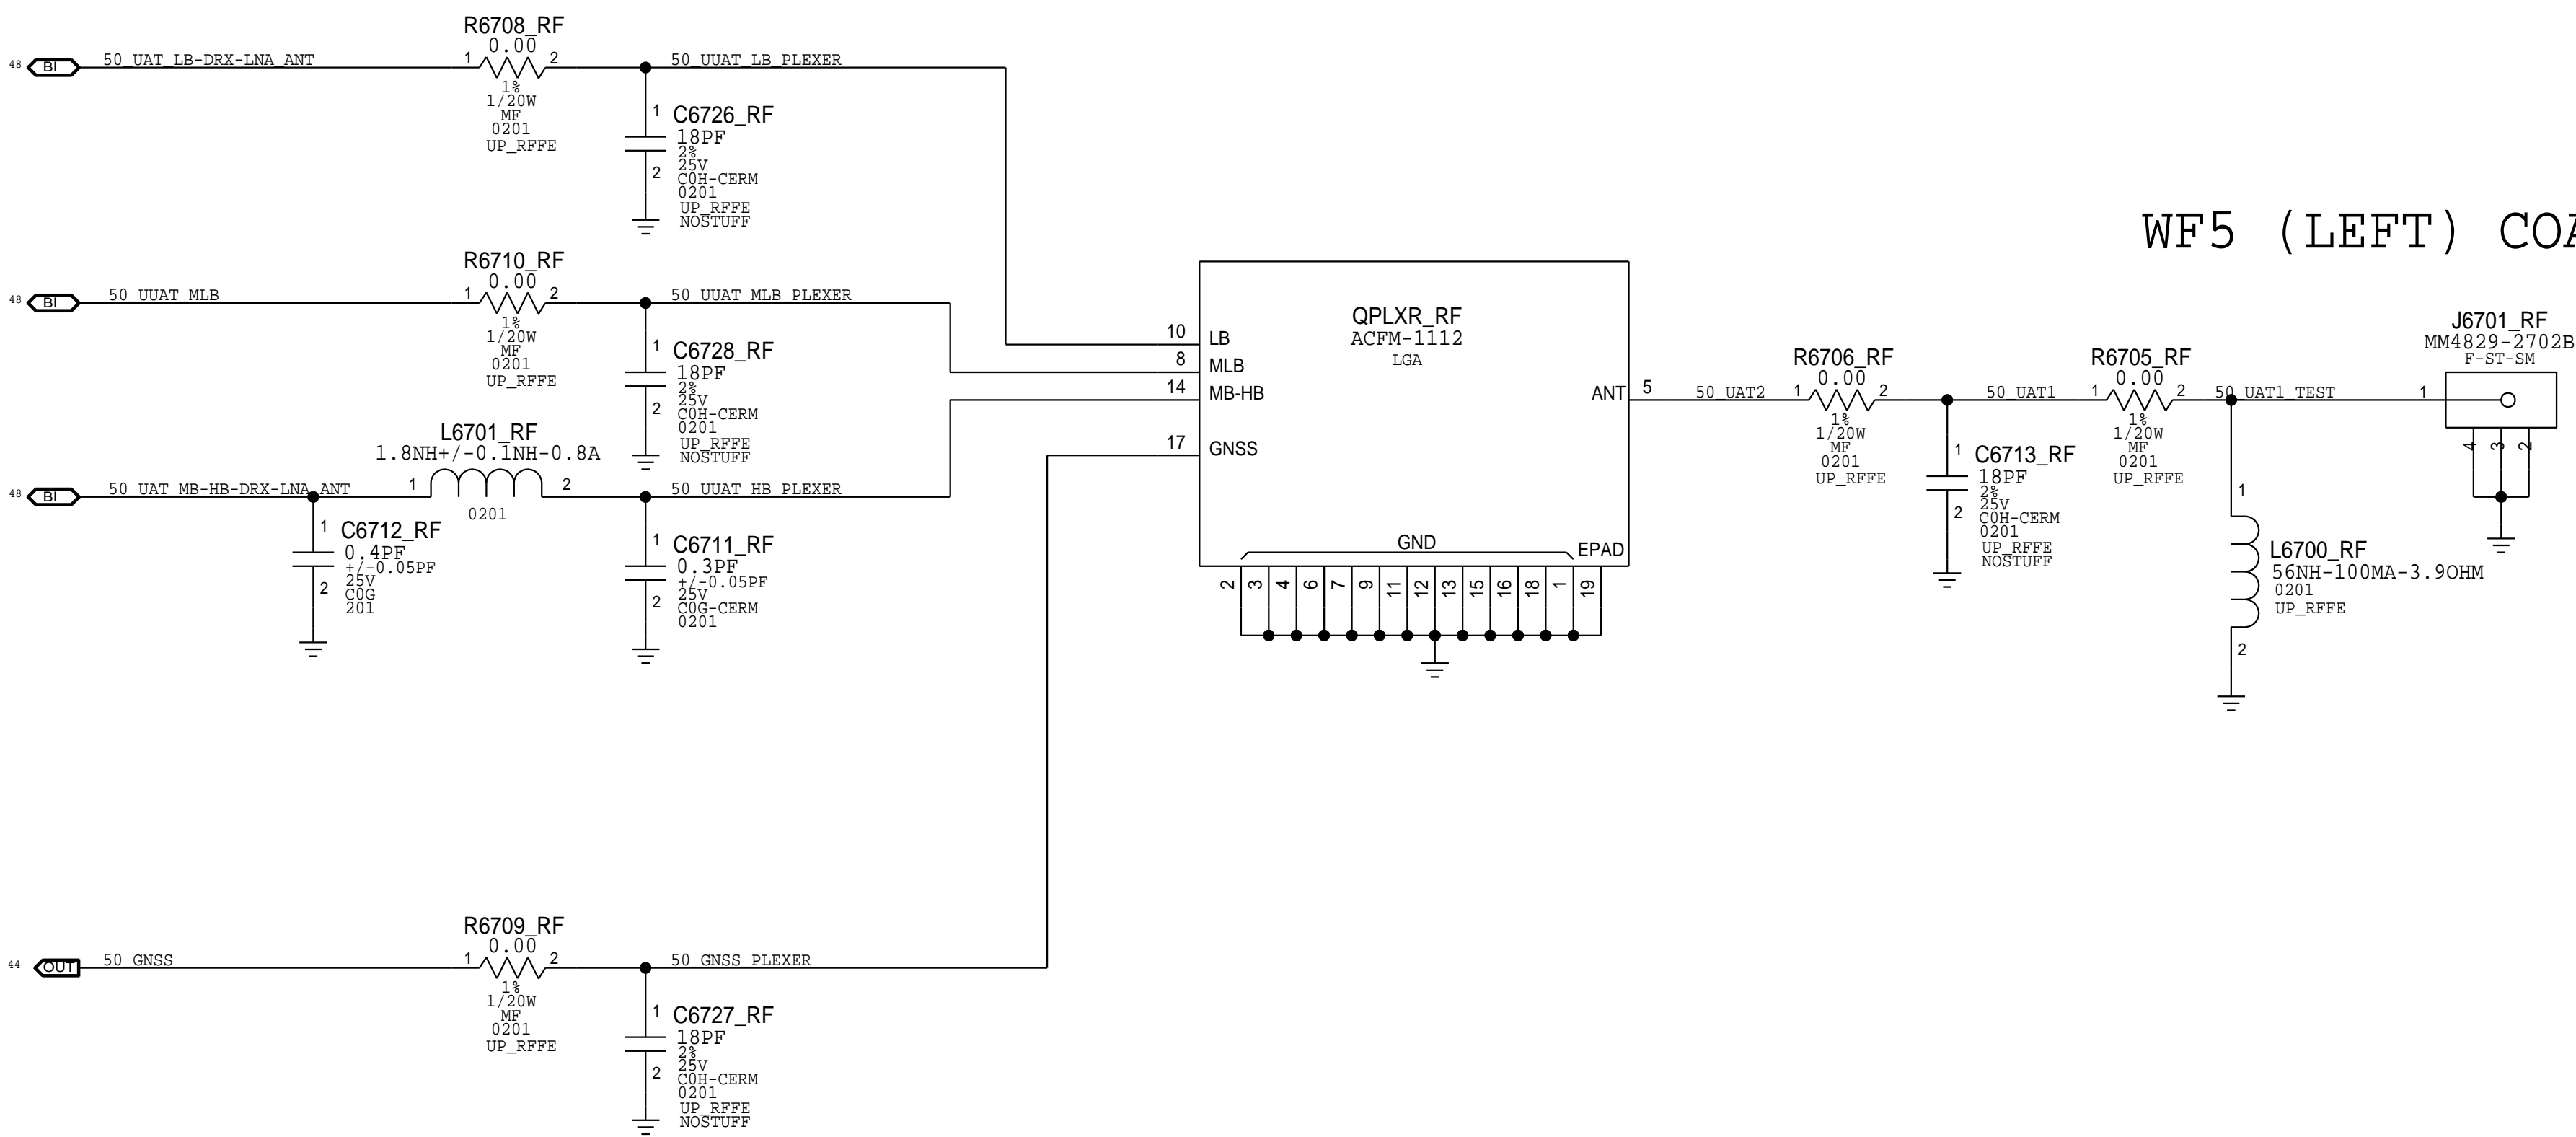 R6708_RF
0.00
48 BI 50_UAT_LB-DRX-LNA_ANT 1 2 50_UUAT_LB_PLEXER
1%
1/20W
MF
0201
UP_RFFE
1 C6726_RF
18PF
2%
25V
2 C0H-CERM
0201
UP_RFFE
NOSTUFF
WF5 (LEFT) COA
R6710_RF
0.00
48 BI 50_UUAT_MLB 1 2 50_UUAT_MLB_PLEXER
1%
1/20W
MF
0201
UP_RFFE
1 C6728_RF
18PF
2%
25V
2 C0H-CERM
0201
UP_RFFE
NOSTUFF
L6701_RF
1.8NH+/-0.1NH-0.8A
48 BI 50_UAT_MB-HB-DRX-LNA_ANT 1 2 50_UUAT_HB_PLEXER
0201
1 C6712_RF
0.4PF
+/-0.05PF
25V
2 C0G
201
1 C6711_RF
0.3PF
+/-0.05PF
25V
2 C0G-CERM
0201
QPLXR_RF
ACFM-1112
LGA
10 LB
8 MLB
14 MB-HB
17 GNSS
ANT 5
GND EPAD
2 3 4 6 7 9 11 12 13 15 16 18 1 19
R6706_RF
0.00
50_UAT2 1 2 50_UAT1
1%
1/20W
MF
0201
UP_RFFE
1 C6713_RF
18PF
2%
25V
2 C0H-CERM
0201
UP_RFFE
NOSTUFF
R6705_RF
0.00
1 2 50_UAT1_TEST 1
1%
1/20W
MF
0201
UP_RFFE
J6701_RF
MM4829-2702B
F-ST-SM
4 3 2
1
L6700_RF
56NH-100MA-3.9OHM
0201
UP_RFFE
2
R6709_RF
0.00
44 OUT 50_GNSS 1 2 50_GNSS_PLEXER
1%
1/20W
MF
0201
UP_RFFE
1 C6727_RF
18PF
2%
25V
2 C0H-CERM
0201
UP_RFFE
NOSTUFF